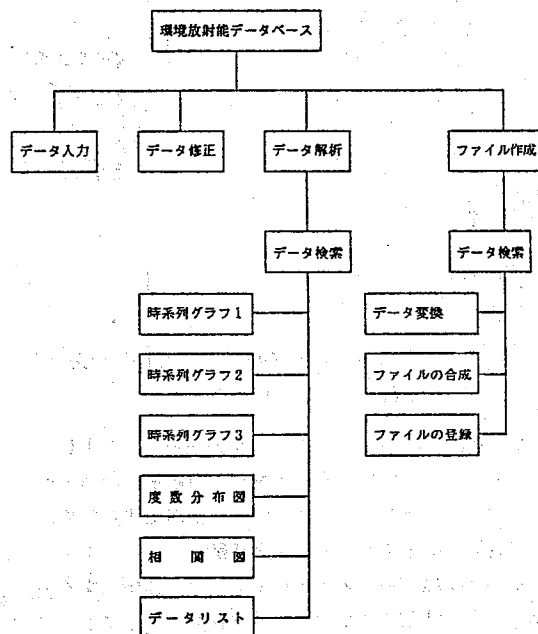 環境放射能データベース
データ入力
データ修正
データ解析
ファイル作成
データ検索
データ検索
時系列グラフ1
データ変換
時系列グラフ2
ファイルの合成
時系列グラフ3
ファイルの登録
度数分布図
相関図
データリスト